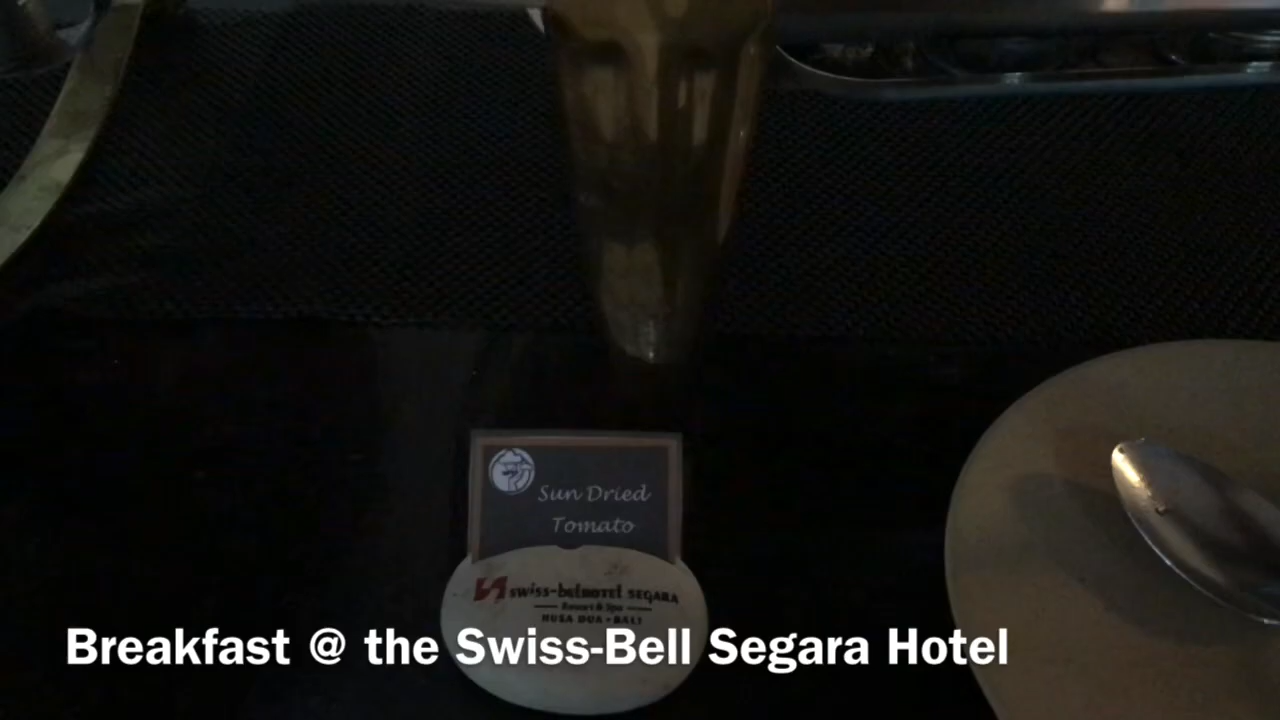 Sun Dried
Tomato
swiss-belhotel SEGARA
Resort & Spa
NUSA DUA • BALI
Breakfast @ the Swiss-Bell Segara Hotel